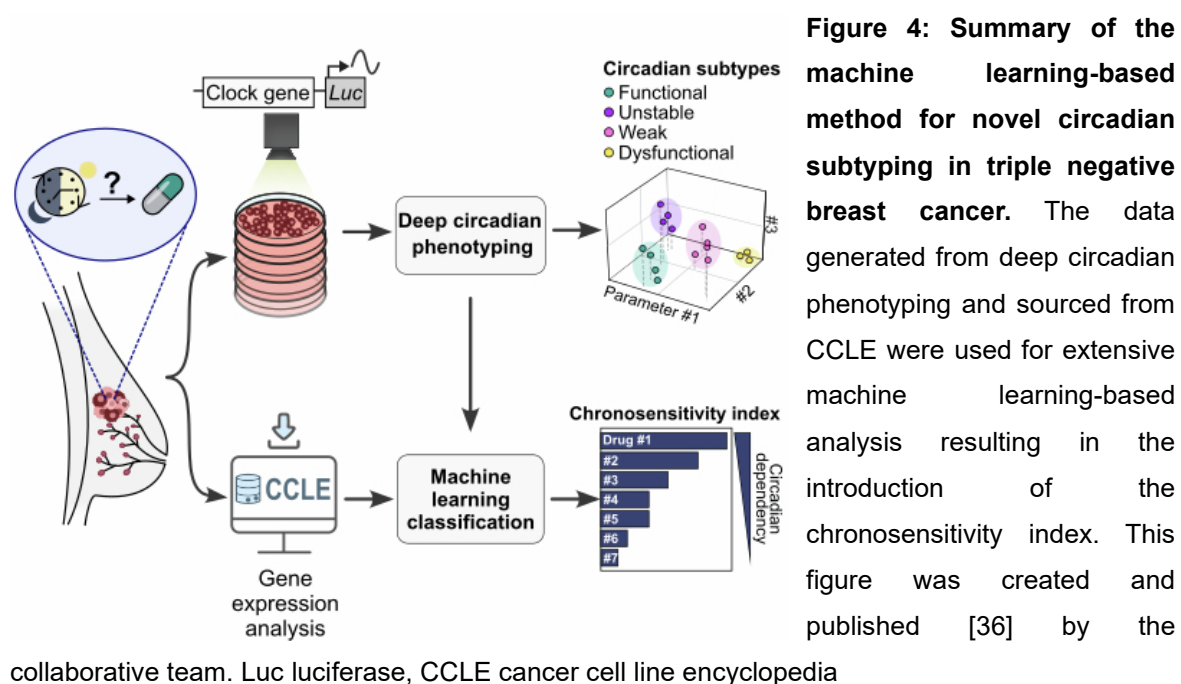 Clock gene
Luc
?
Deep circadian
phenotyping
Circadian subtypes
Functional
Unstable
Weak
Dysfunctional
#3
#2
Parameter #1
CCLE
Gene
expression
analysis
Machine
learning
classification
Chronosensitivity index
Drug #1
#2
#3
#4
#5
#6
#7
Circadian
dependency
Figure 4: Summary of the
machine learning-based
method for novel circadian
subtyping in triple negative
breast cancer. The data
generated from deep circadian
phenotyping and sourced from
CCLE were used for extensive
machine learning-based
analysis resulting in the
introduction of the
chronosensitivity index. This
figure was created and
published [36] by the
collaborative team. Luc luciferase, CCLE cancer cell line encyclopedia